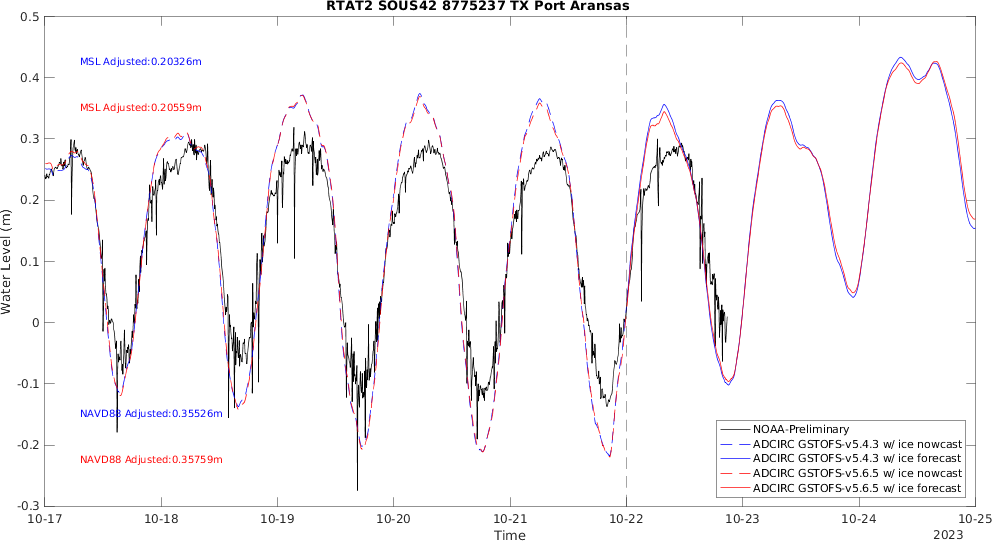 RTAT2 SOUS42 8775237 TX Port Aransas
0.5
0.4
0.3
0.2
0.1
0
-0.1
-0.2
-0.3
Water Level (m)
MSL Adjusted:0.20326m
MSL Adjusted:0.20559m
NAVD88 Adjusted:0.35526m
NAVD88 Adjusted:0.35759m
NOAA-Preliminary
ADCIRC GSTOFS-v5.4.3 w/ ice nowcast
ADCIRC GSTOFS-v5.4.3 w/ ice forecast
ADCIRC GSTOFS-v5.6.5 w/ ice nowcast
ADCIRC GSTOFS-v5.6.5 w/ ice forecast
10-17 10-18 10-19 10-20 10-21 10-22 10-23 10-24 10-25
Time
2023